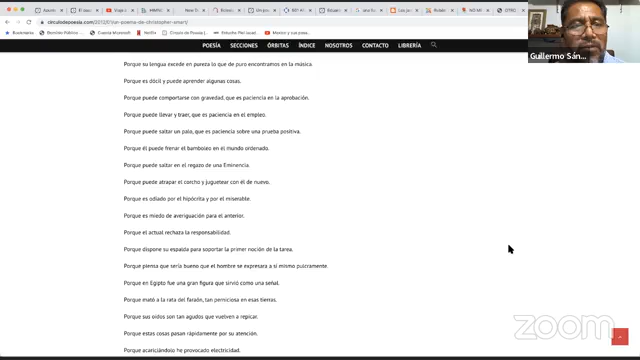 circulodepoesia.com/2012/
POESÍA SECCIONES ÓRBITAS ÍNDICE NOSOTROS CONTACTO LIBRERÍA
Porque su lengua excede en pureza lo que de puro encontramos en la música.
Porque es dócil y puede aprender algunas cosas.
Porque puede comportarse con gravedad, que es paciencia en la aprobación.
Porque puede llevar y traer, que es paciencia en el empleo.
Porque puede saltar un palo, que es paciencia sobre una prueba positiva.
Porque él puede frenar el bamboleo en el mundo ordenado.
Porque puede saltar en el regazo de una Eminencia.
Porque puede atrapar el corcho y juguetear con él de nuevo.
Porque es odiado por el hipócrita y por el miserable.
Porque es miedo de averiguación para el anterior.
Porque el actual rechaza la responsabilidad.
Porque dispone su espalda para soportar la primer noción de la tarea.
Porque piensa que sería bueno que el hombre se expresara a sí mismo pulcramente.
Porque en Egipto fue una gran figura que sirvió como una señal.
Porque mató a la rata del faraón, tan perniciosa en esas tierras.
Porque sus oídos son tan agudos que vuelven a repicar.
Porque estas cosas pasan rápidamente por su atención.
Porque acariciándolo he provocado electricidad.
Guillermo Sán...
zoom